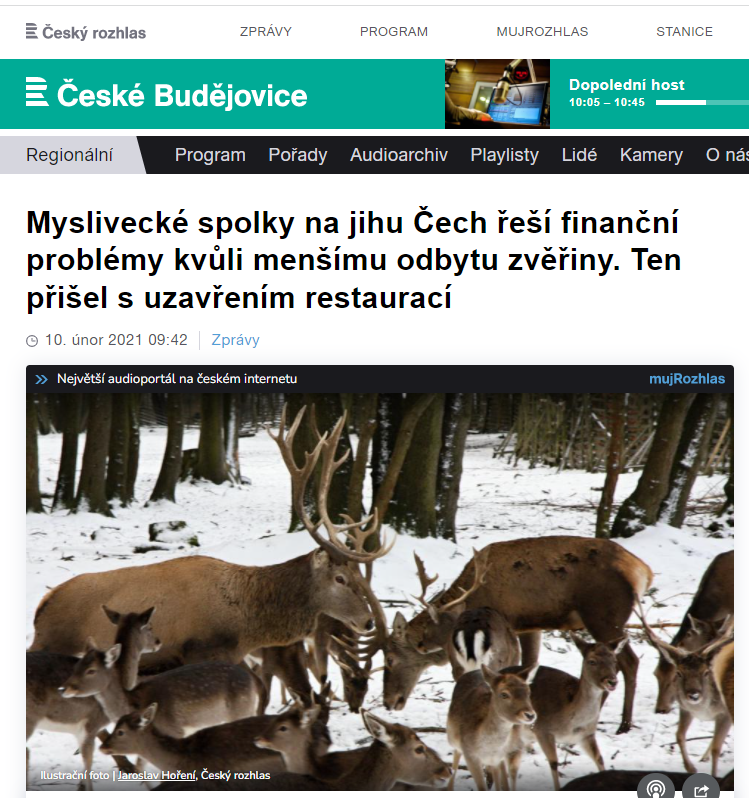 Český rozhlas
ZPRÁVY PROGRAM MUJROZHLAS STANICE
České Budějovice
Dopolední host
10:05 – 10:45
Regionální Program Pořady Audioarchiv Playlisty Lidé Kamery O nás
Myslivecké spolky na jihu Čech řeší finanční
problémy kvůli menšímu odbytu zvěřiny. Ten
přišel s uzavřením restaurací
10. únor 2021 09:42 Zprávy
Největší audioportál na českém internetu mujRozhlas
Ilustrační foto | Jaroslav Hoření, Český rozhlas